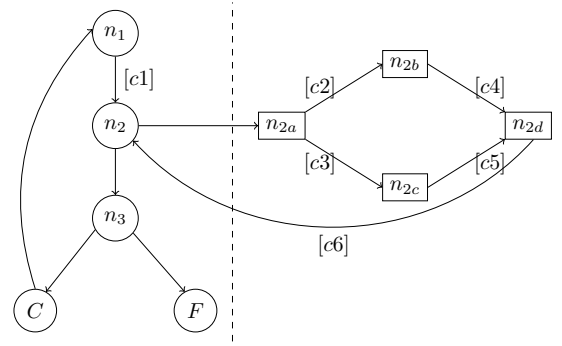 n1
[c1]
n2
n3
C
F
n2a
[c2]
[c3]
n2b
n2c
[c4]
[c5]
n2d
[c6]